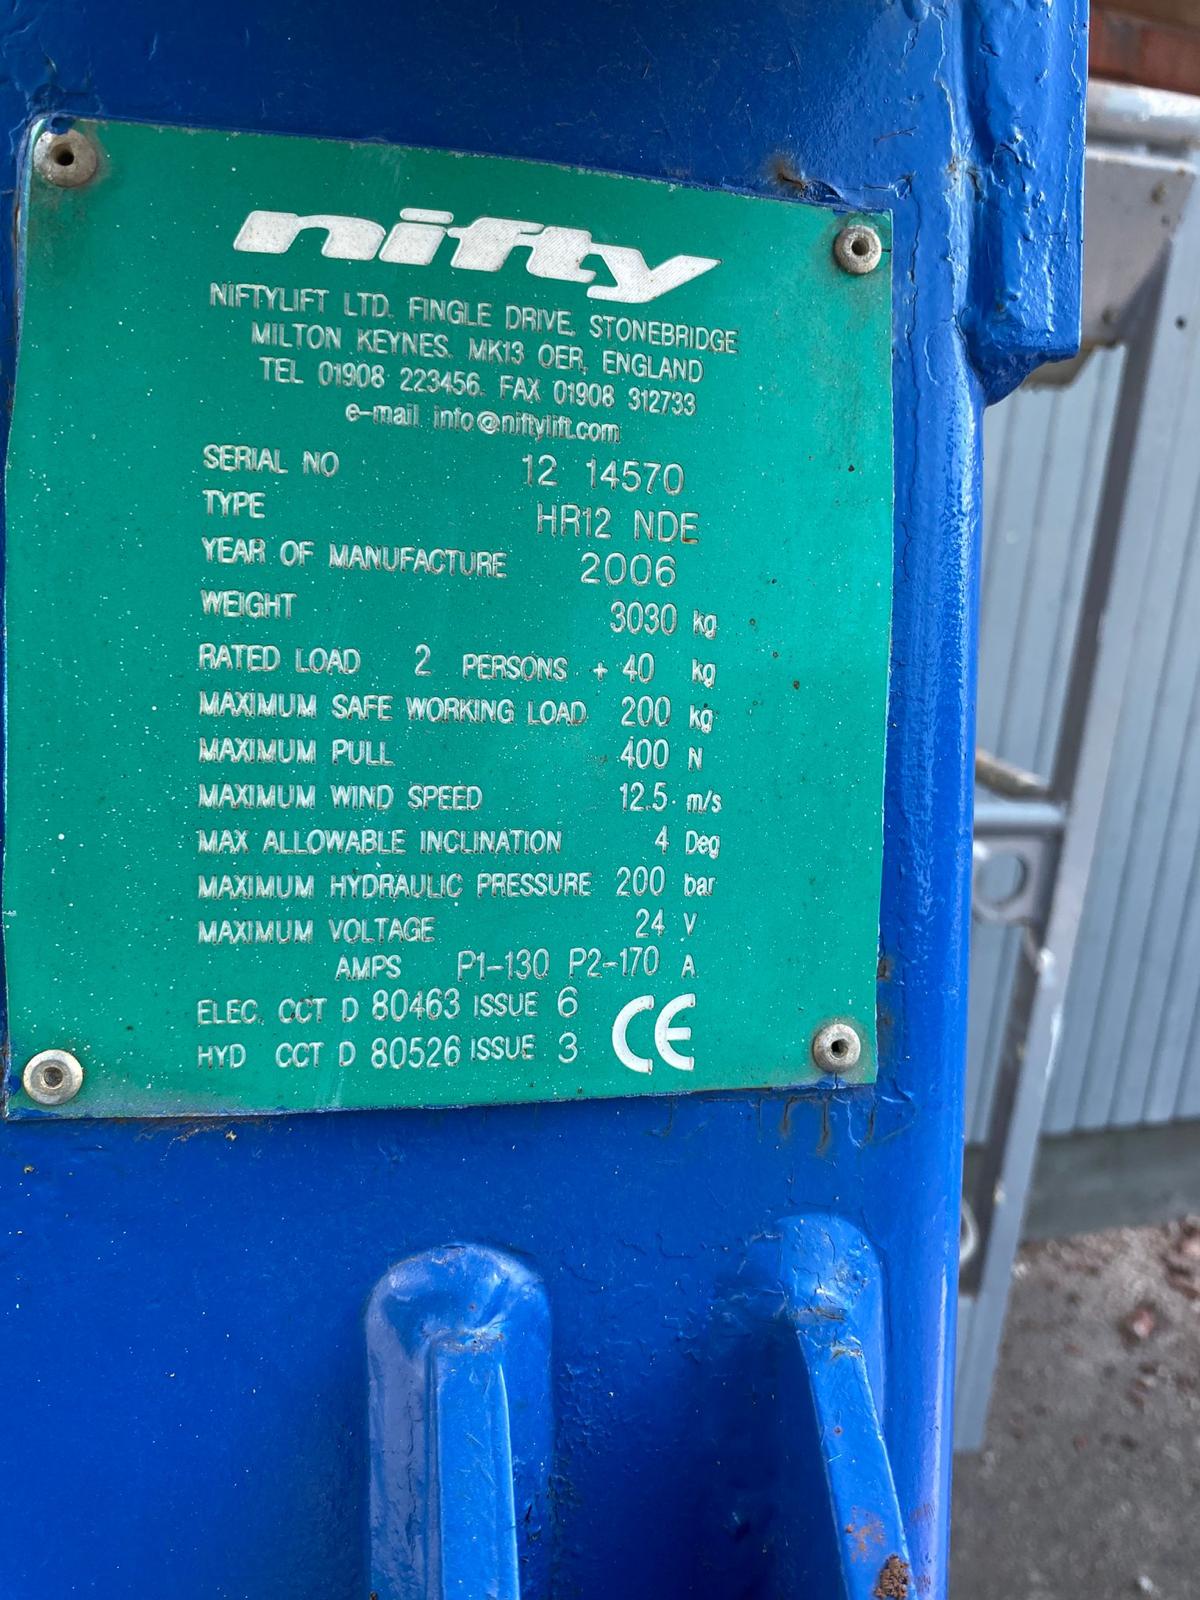 nifty
NIFTYLIFT LTD. FINGLE DRIVE, STONEBRIDGE
MILTON KEYNES. MK13 OER, ENGLAND
TEL 01908 223456. FAX 01908 312733
e-mail info@niftylift.com
SERIAL NO 12 14570
TYPE HR12 NDE
YEAR OF MANUFACTURE 2006
WEIGHT 3030 kg
RATED LOAD 2 PERSONS + 40 kg
MAXIMUM SAFE WORKING LOAD 200 kg
MAXIMUM PULL 400 N
MAXIMUM WIND SPEED 12.5 m/s
MAX ALLOWABLE INCLINATION 4 Deg
MAXIMUM HYDRAULIC PRESSURE 200 bar
MAXIMUM VOLTAGE 24 V
AMPS P1-130 P2-170 A
ELEC. CCT D 80463 ISSUE 6
HYD CCT D 80526 ISSUE 3
CE